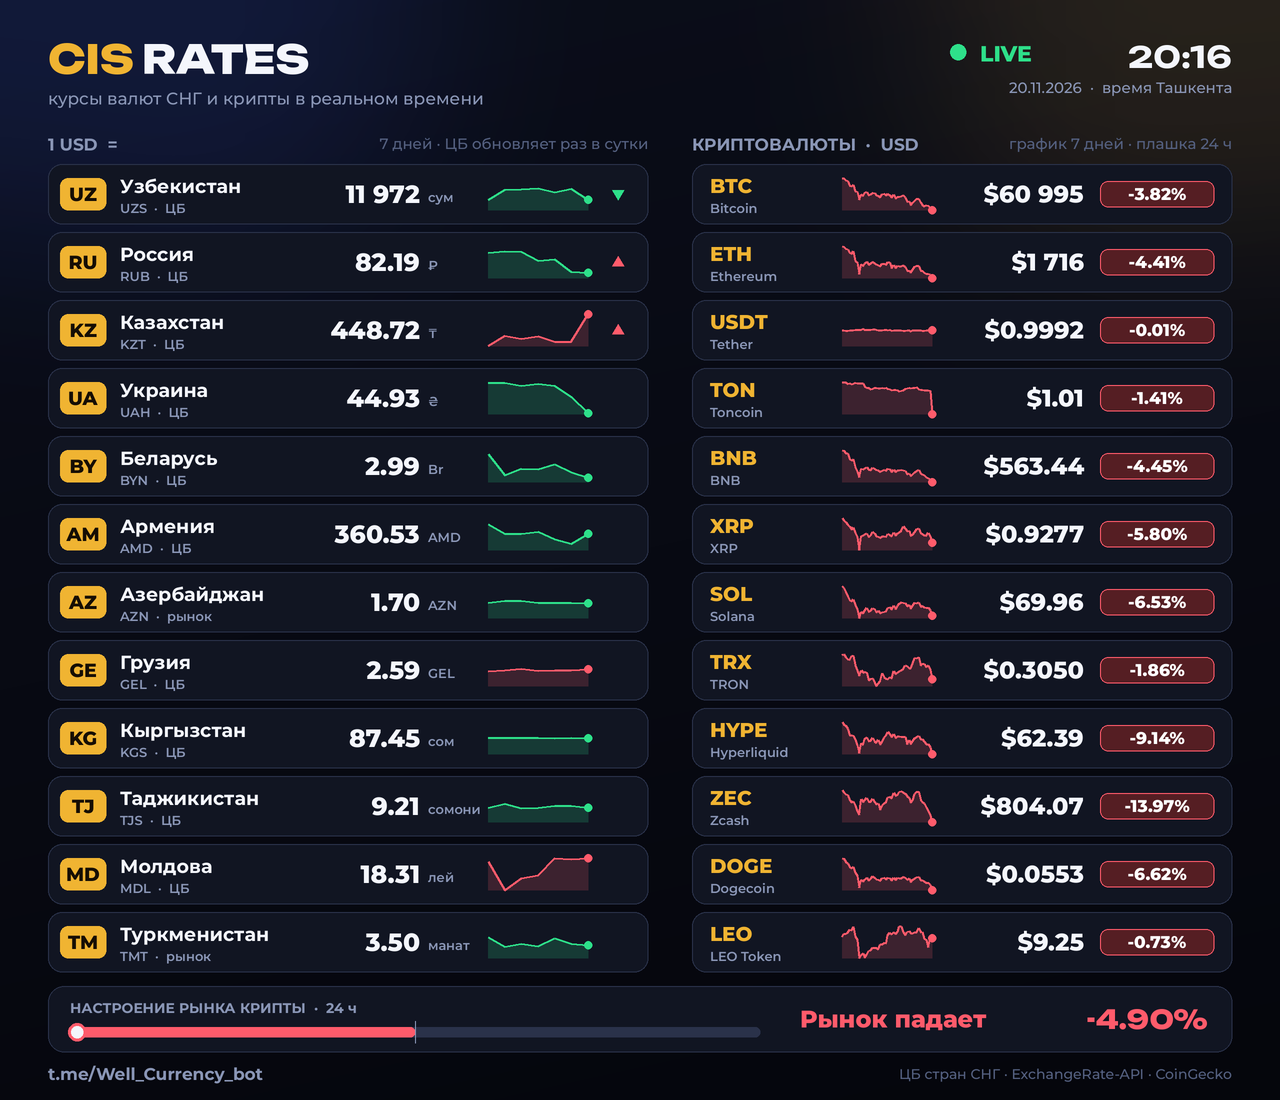 CIS RATES
LIVE
20:16
курсы валют СНГ и крипты в реальном времени
20.11.2026 · время Ташкента
1 USD =
7 дней · ЦБ обновляет раз в сутки
UZ Узбекистан 11 972 сум
UZS · ЦБ
RU Россия 82.19 ₽
RUB · ЦБ
KZ Казахстан 448.72 ₸
KZT · ЦБ
UA Украина 44.93 ₴
UAH · ЦБ
BY Беларусь 2.99 Br
BYN · ЦБ
AM Армения 360.53 AMD
AMD · ЦБ
AZ Азербайджан 1.70 AZN
AZN · рынок
GE Грузия 2.59 GEL
GEL · ЦБ
KG Кыргызстан 87.45 сом
KGS · ЦБ
TJ Таджикистан 9.21 сомони
TJS · ЦБ
MD Молдова 18.31 лей
MDL · ЦБ
TM Туркменистан 3.50 манат
TMT · рынок
КРИПТОВАЛЮТЫ · USD
график 7 дней · плашка 24 ч
BTC $60 995 -3.82%
Bitcoin
ETH $1 716 -4.41%
Ethereum
USDT $0.9992 -0.01%
Tether
TON $1.01 -1.41%
Toncoin
BNB $563.44 -4.45%
BNB
XRP $0.9277 -5.80%
XRP
SOL $69.96 -6.53%
Solana
TRX $0.3050 -1.86%
TRON
HYPE $62.39 -9.14%
Hyperliquid
ZEC $804.07 -13.97%
Zcash
DOGE $0.0553 -6.62%
Dogecoin
LEO $9.25 -0.73%
LEO Token
НАСТРОЕНИЕ РЫНКА КРИПТЫ · 24 ч
Рынок падает
-4.90%
t.me/Well_Currency_bot
ЦБ стран СНГ · ExchangeRate-API · CoinGecko